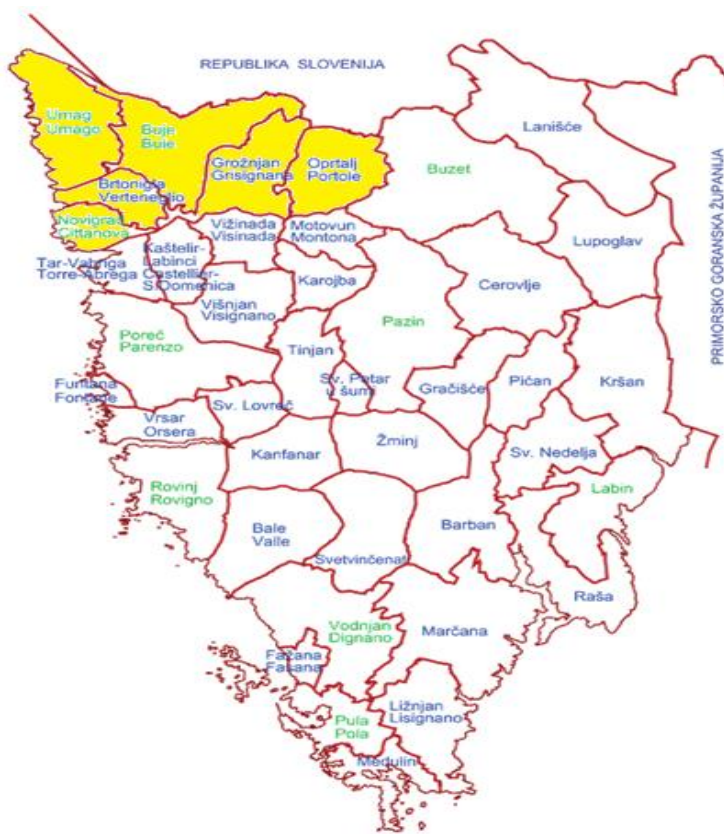 REPUBLIKA SLOVENIJA
Umag
Umago
Buje
Buie
Grožnjan
Grisignana
Oprtalj
Portole
Buzet
Lanišće
PRIMORSKO GORANSKA ŽUPANIJA
Brtonigla
Verteneglio
Novigrad
Cittanova
Tar-Vabriga
Torre-Abrega
Kaštelir-
Labinci
Castellier-
S.Domenica
Vižinada
Visinada
Motovun
Montona
Karojba
Višnjan
Visignano
Lupoglav
Cerovlje
Pazin
Poreč
Parenzo
Tinjan
Sv. Petar
u šumi
Gračišće
Pićan
Kršan
Funtana
Fontane
Vrsar
Orsera
Sv. Lovreč
Kanfanar
Žminj
Sv. Nedelja
Labin
Rovinj
Rovigno
Bale
Valle
Svetvinčenat
Barban
Raša
Vodnjan
Dignano
Marčana
Fažana
Fasana
Ližnjan
Lisignano
Pula
Pola
Medulin